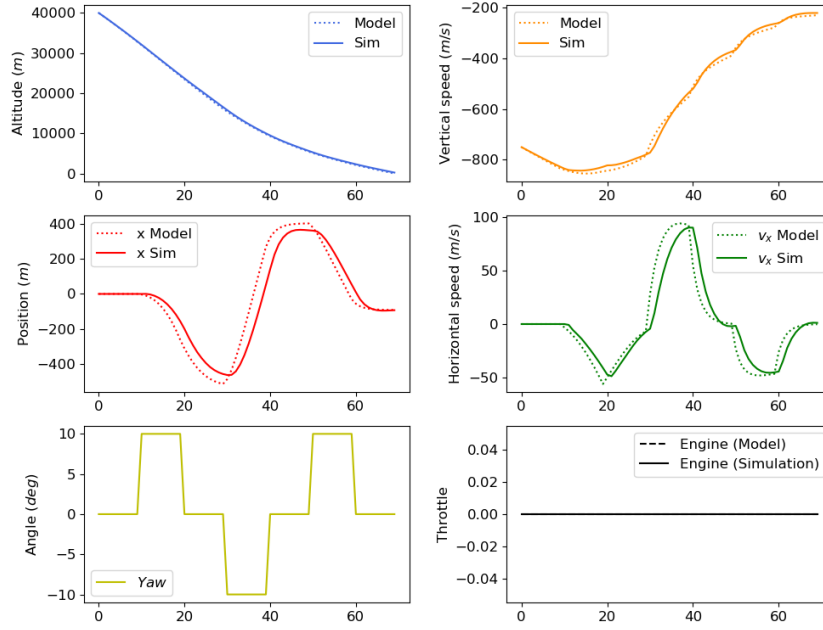 Altitude (m)
40000
30000
20000
10000
0
Model
Sim
0 20 40 60
Vertical speed (m/s)
−200
−400
−600
−800
Model
Sim
0 20 40 60
Position (m)
400
200
0
−200
−400
x Model
x Sim
0 20 40 60
Horizontal speed (m/s)
100
50
0
−50
vₓ Model
vₓ Sim
0 20 40 60
Angle (deg)
10
5
0
−5
−10
Yaw
0 20 40 60
Throttle
0.04
0.02
0.00
−0.02
−0.04
Engine (Model)
Engine (Simulation)
0 20 40 60